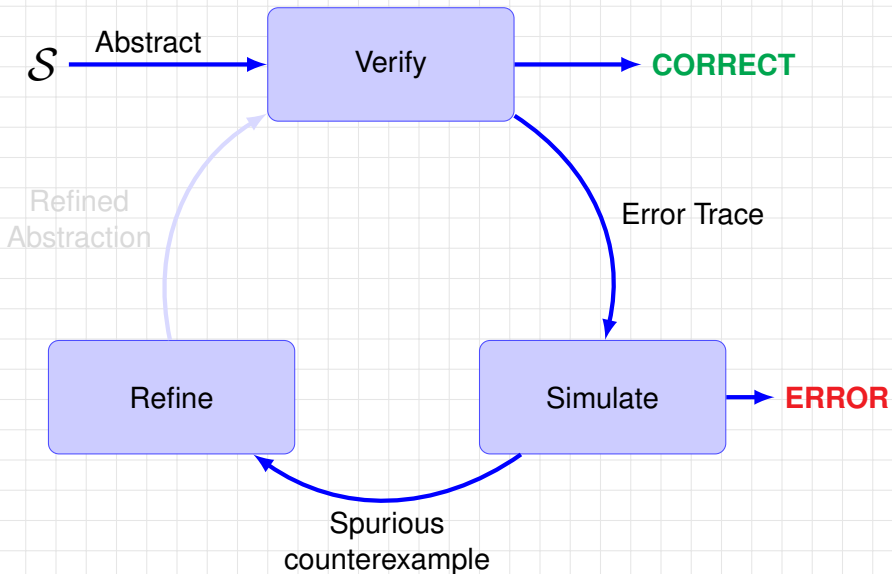 𝒮
Abstract
Verify
CORRECT
Refined
Abstraction
Error Trace
Refine
Simulate
ERROR
Spurious
counterexample